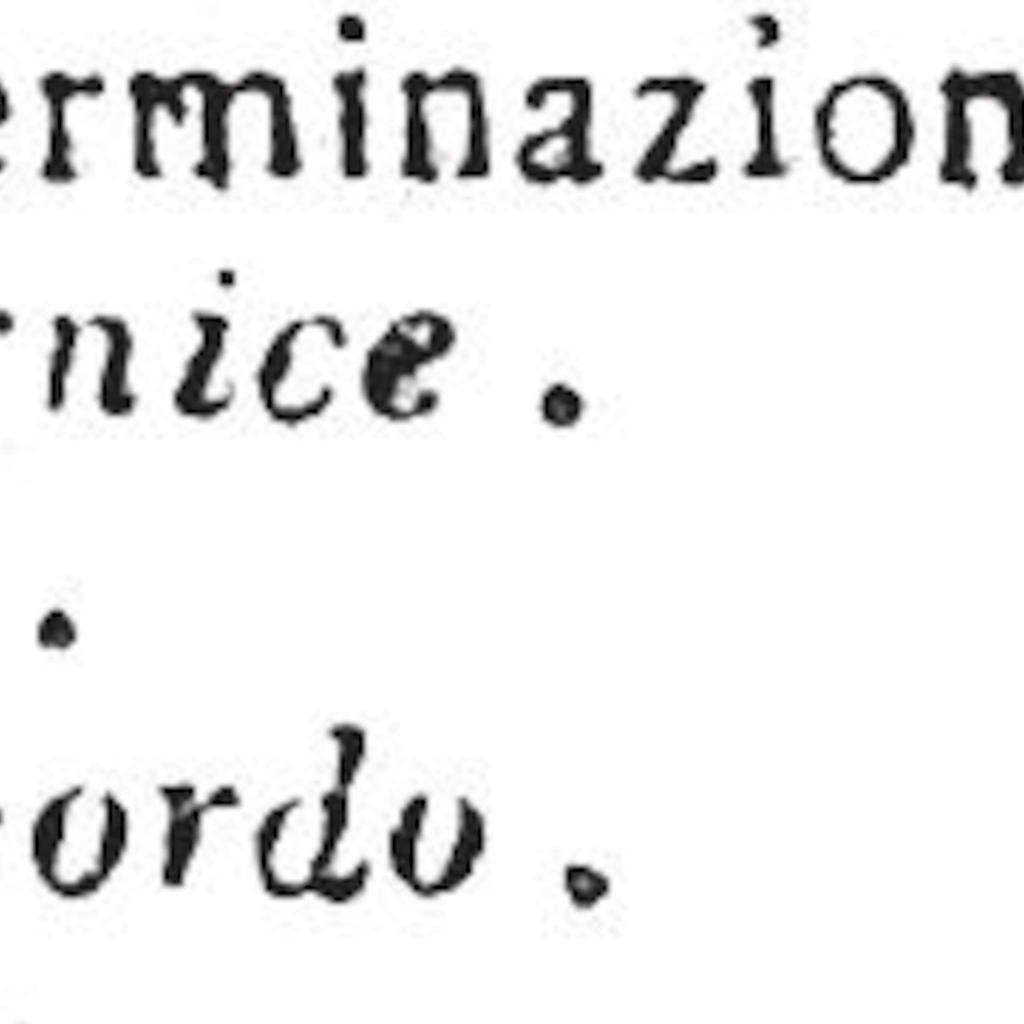 erminazion
rnice .
.
ordo .